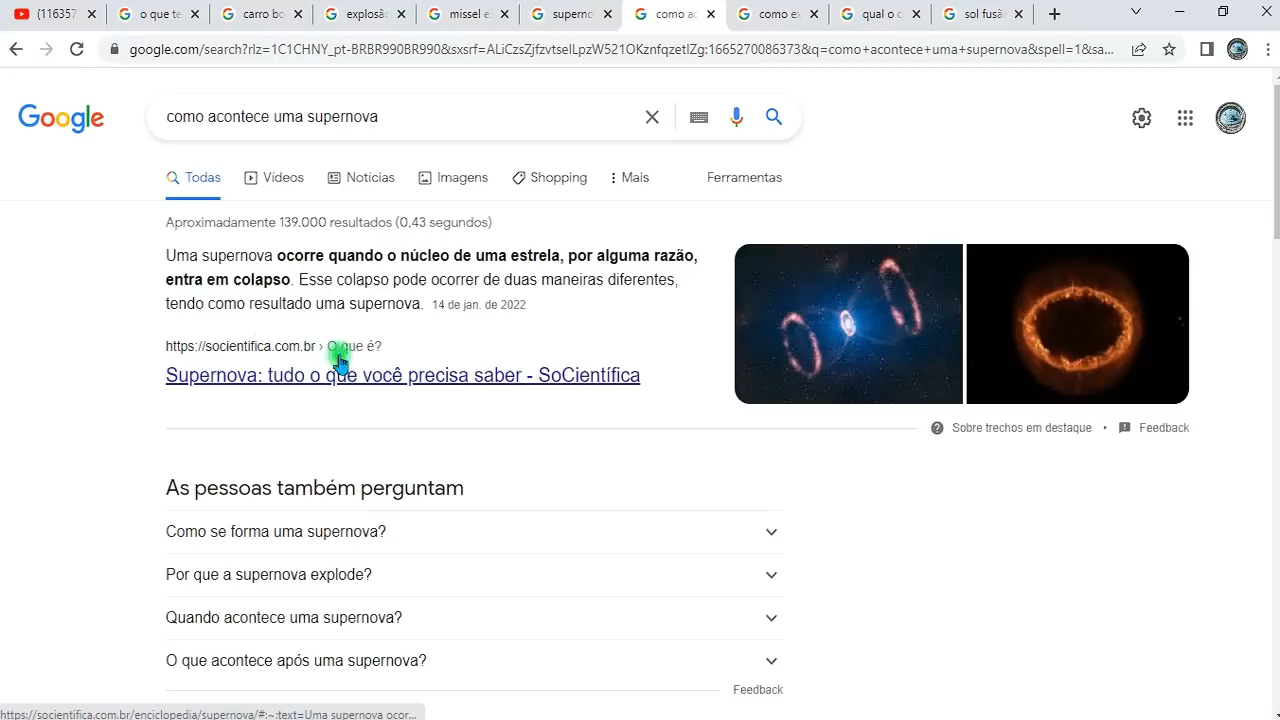 (116357
o que te
carro bo
explosão
missel e
superno
como ac
como ex
qual o c
sol fusão
google.com/search?rlz=1C1CHNY_pt-BRBR990BR990&sxsrf=ALiCzsZjfzvtselLpzW521OKznfqzetIZg:1665270086373&q=como+acontece+uma+supernova&spell=1&sa...
Google
como acontece uma supernova
Todas
Vídeos
Notícias
Imagens
Shopping
Mais
Ferramentas
Aproximadamente 139.000 resultados (0,43 segundos)
Uma supernova ocorre quando o núcleo de uma estrela, por alguma razão,
entra em colapso. Esse colapso pode ocorrer de duas maneiras diferentes,
tendo como resultado uma supernova. 14 de jan. de 2022
https://socientifica.com.br › O que é?
Supernova: tudo o que você precisa saber - SoCientífica
Sobre trechos em destaque • Feedback
As pessoas também perguntam
Como se forma uma supernova?
Por que a supernova explode?
Quando acontece uma supernova?
O que acontece após uma supernova?
Feedback
https://socientifica.com.br/enciclopedia/supernova/#:~:text=Uma supernova ocor...